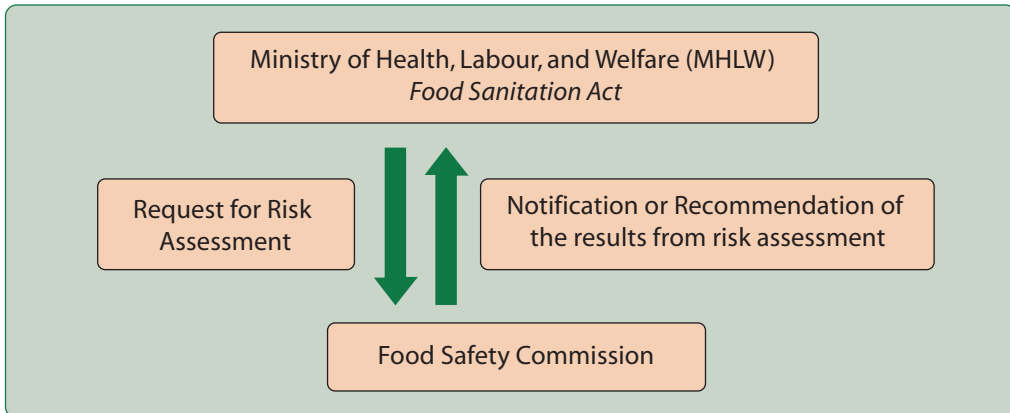 Ministry of Health, Labour, and Welfare (MHLW)
Food Sanitation Act
Request for Risk
Assessment
Notification or Recommendation of
the results from risk assessment
Food Safety Commission